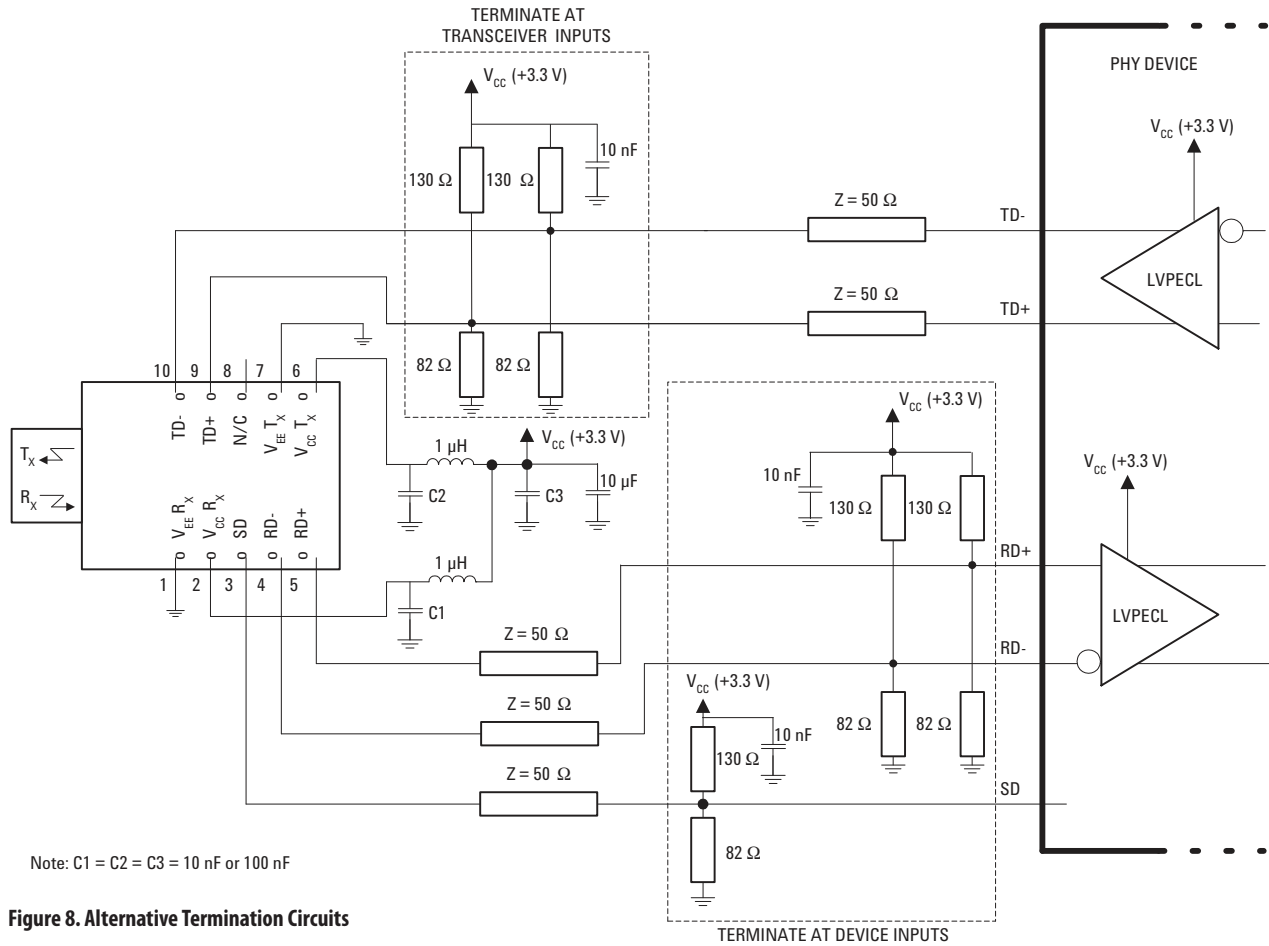 TERMINATE AT
TRANSCEIVER INPUTS
PHY DEVICE
V_CC (+3.3 V)
V_CC (+3.3 V)
10 nF
130 Ω
130 Ω
Z = 50 Ω
TD-
LVPECL
Z = 50 Ω
TD+
82 Ω
82 Ω
10
9
8
7
6
TD-
TD+
N/C
V_EE T_X
V_CC T_X
T_X
R_X
V_EE R_X
V_CC R_X
SD
RD-
RD+
1
2
3
4
5
1 µH
V_CC (+3.3 V)
C2
C3
10 µF
1 µH
C1
V_CC (+3.3 V)
10 nF
130 Ω
130 Ω
V_CC (+3.3 V)
RD+
LVPECL
Z = 50 Ω
RD-
V_CC (+3.3 V)
Z = 50 Ω
82 Ω
82 Ω
10 nF
130 Ω
Z = 50 Ω
SD
82 Ω
Note: C1 = C2 = C3 = 10 nF or 100 nF
Figure 8. Alternative Termination Circuits
TERMINATE AT DEVICE INPUTS